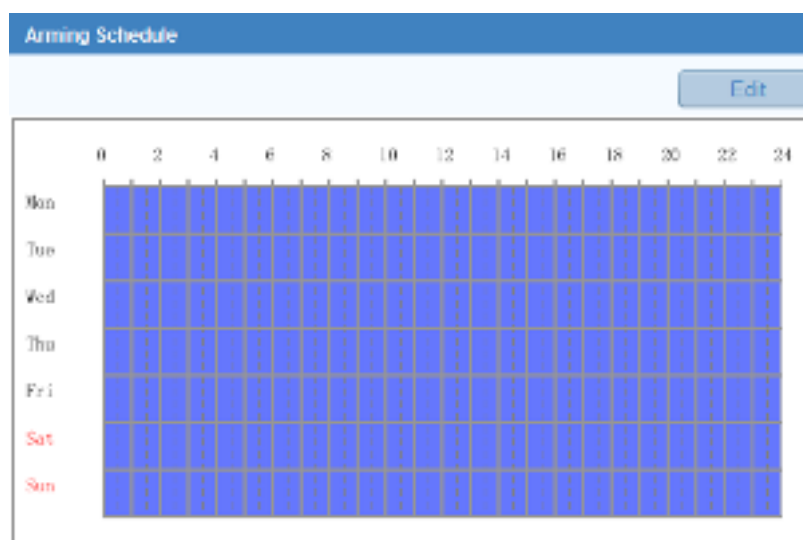 Arming Schedule
Edit
0 2 4 6 8 10 12 14 16 18 20 22 24
Mon
Tue
Wed
Thu
Fri
Sat
Sun